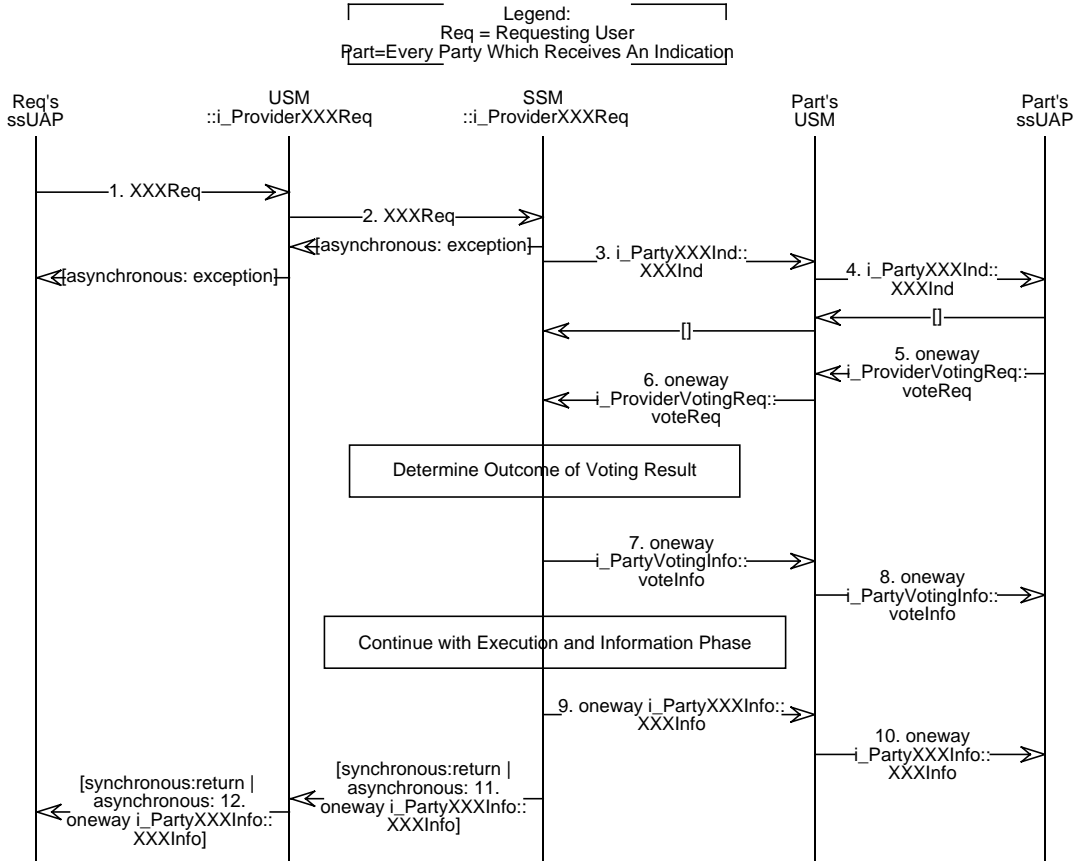 Legend:
Req = Requesting User
Part=Every Party Which Receives An Indication
Req's
ssUAP
USM
::i_ProviderXXXReq
SSM
::i_ProviderXXXReq
Part's
USM
Part's
ssUAP
1. XXXReq
2. XXXReq
[asynchronous: exception]
[asynchronous: exception]
3. i_PartyXXXInd::
XXXInd
4. i_PartyXXXInd::
XXXInd
[]
[]
5. oneway
i_ProviderVotingReq::
voteReq
6. oneway
i_ProviderVotingReq::
voteReq
Determine Outcome of Voting Result
7. oneway
i_PartyVotingInfo::
voteInfo
8. oneway
i_PartyVotingInfo::
voteInfo
Continue with Execution and Information Phase
9. oneway i_PartyXXXInfo::
XXXInfo
10. oneway
i_PartyXXXInfo::
XXXInfo
[synchronous:return |
asynchronous: 11.
oneway i_PartyXXXInfo::
XXXInfo]
[synchronous:return |
asynchronous: 12.
oneway i_PartyXXXInfo::
XXXInfo]